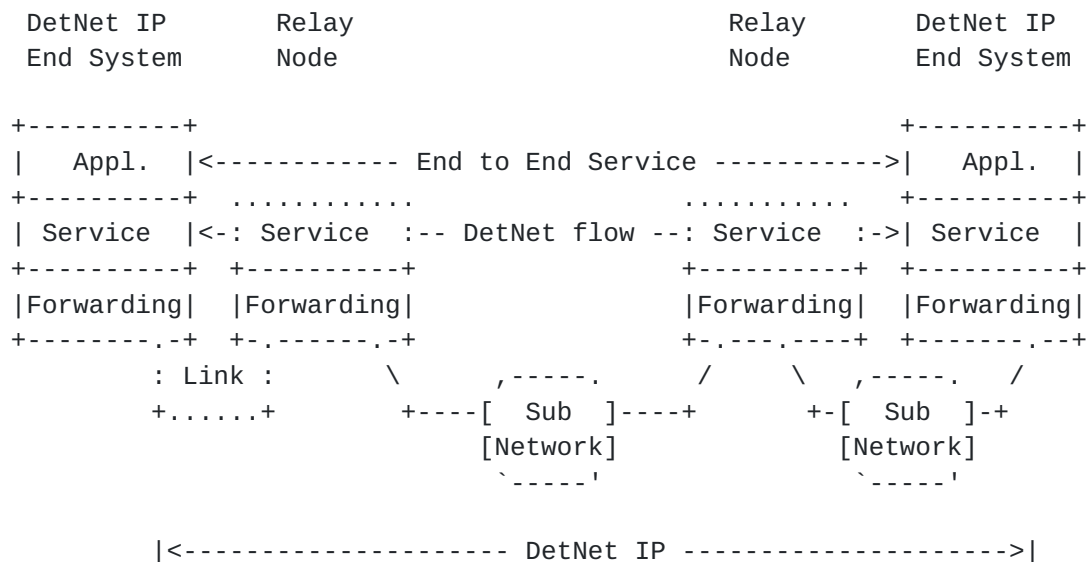 DetNet IP       Relay                         Relay       DetNet IP
 End System      Node                          Node        End System

+----------+                                               +----------+
|   Appl.  |<------------ End to End Service ----------->|   Appl.  |
+----------+  ............                  ...........  +----------+
| Service  |<-: Service  :-- DetNet flow --: Service  :->| Service  |
+----------+  +----------+                  +----------+  +----------+
|Forwarding|  |Forwarding|                  |Forwarding|  |Forwarding|
+--------.-+  +-.------.-+                  +-.---.----+  +-------.--+
         : Link :       \      ,-----.       /     \   ,-----.   /
         +......+        +----[  Sub  ]----+       +-[  Sub  ]-+
                              [Network]              [Network]
                               `-----'                `-----'

         |<--------------------- DetNet IP --------------------->|